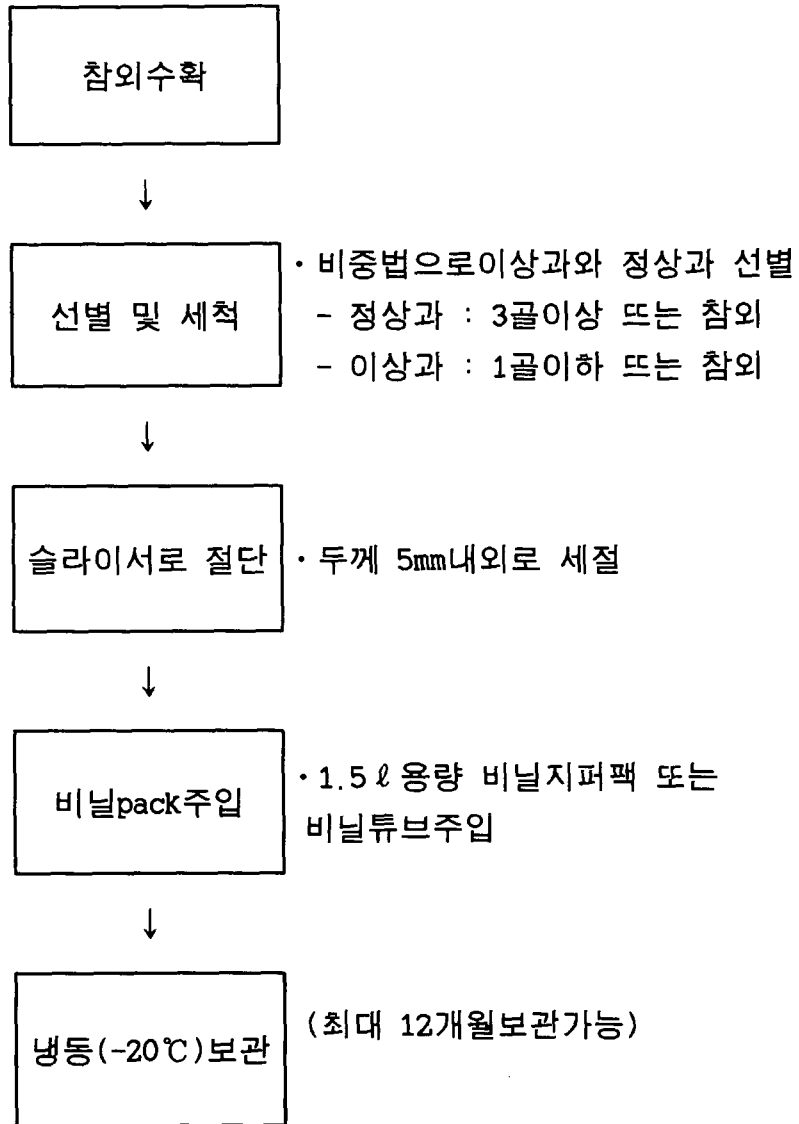 참외수확
↓
선별 및 세척
· 비중법으로이상과와 정상과 선별
- 정상과 : 3골이상 뜨는 참외
- 이상과 : 1골이하 뜨는 참외
↓
슬라이서로 절단
· 두께 5㎜내외로 세절
↓
비닐pack주입
· 1.5ℓ용량 비닐지퍼팩 또는
비닐튜브주입
↓
냉동(-20℃)보관
(최대 12개월보관가능)